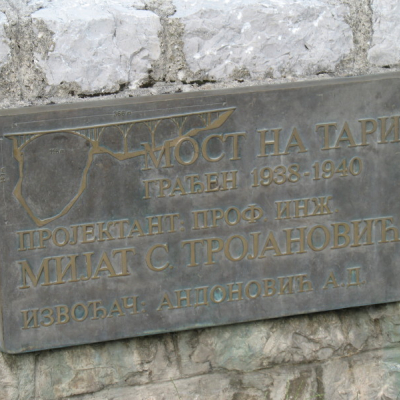 МОСТ НА ТАРИ
ГРАЂЕН 1938-1940
ПРОЈЕКТАНТ ПРОФ ИНЖ
МИЈАТ С ТРОЈАНОВИЋ
ИЗВОЂАЧ: АНДОНОВИЋ А.Д.